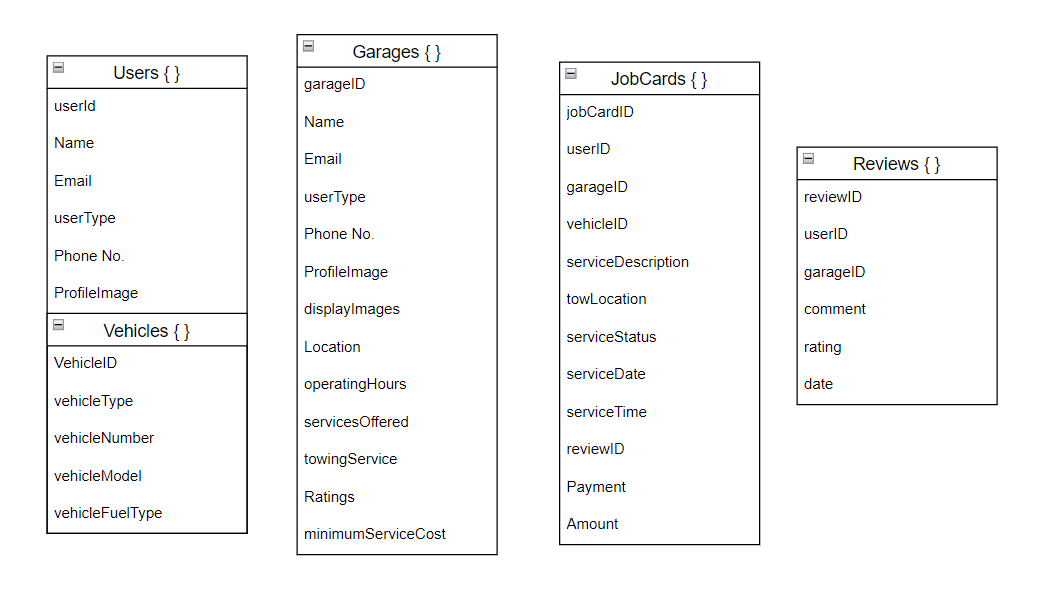 Users { }
userId
Name
Email
userType
Phone No.
ProfileImage
Vehicles { }
VehicleID
vehicleType
vehicleNumber
vehicleModel
vehicleFuelType
Garages { }
garageID
Name
Email
userType
Phone No.
ProfileImage
displayImages
Location
operatingHours
servicesOffered
towingService
Ratings
minimumServiceCost
JobCards { }
jobCardID
userID
garageID
vehicleID
serviceDescription
towLocation
serviceStatus
serviceDate
serviceTime
reviewID
Payment
Amount
Reviews { }
reviewID
userID
garageID
comment
rating
date